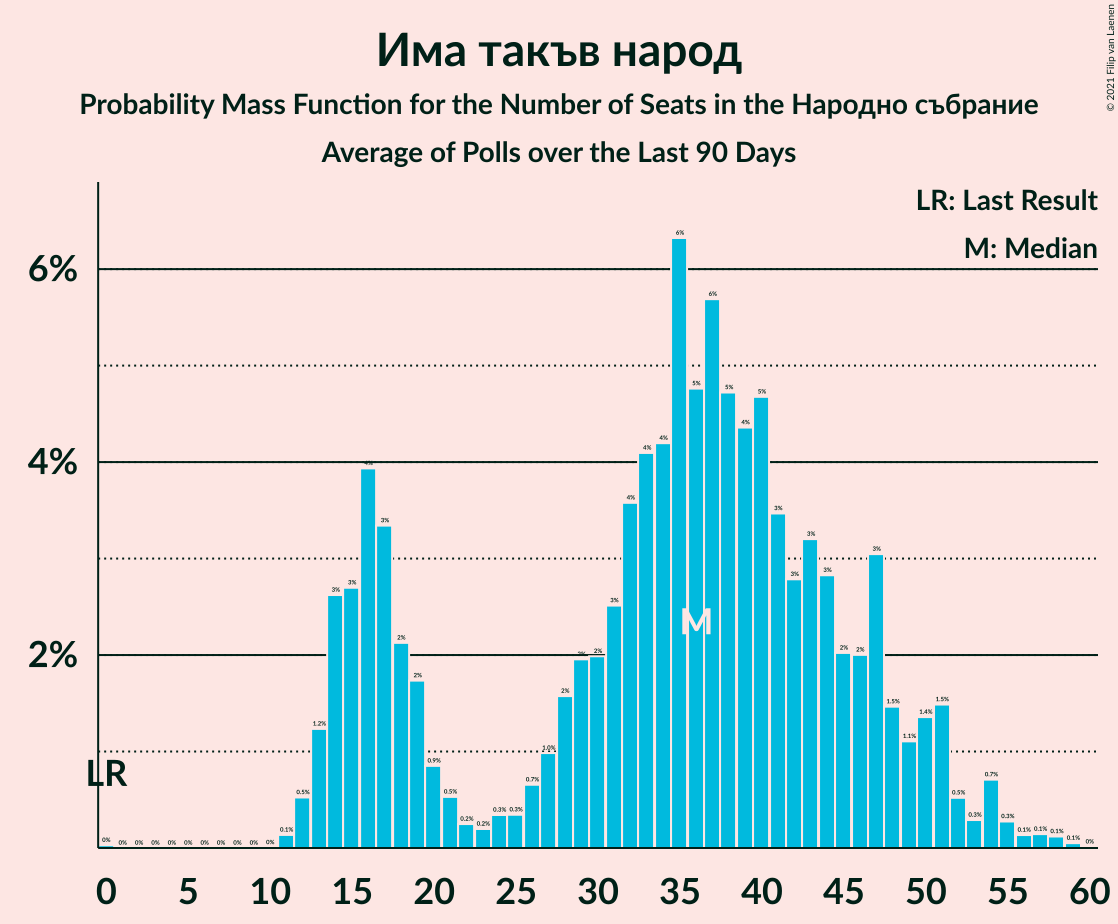 Има такъв народ
Probability Mass Function for the Number of Seats in the Народно събрание
Average of Polls over the Last 90 Days
© 2021 Filip van Laenen
LR: Last Result
M: Median
6%
4%
2%
LR
M
0% 0% 0% 0% 0% 0% 0% 0% 0% 0% 0% 0.1% 0.5% 1.2% 3% 3% 4% 3% 2% 2% 0.9% 0.5% 0.2% 0.2% 0.3% 0.3% 0.7% 1.0% 2% 2% 2% 3% 4% 4% 4% 6% 5% 6% 5% 4% 5% 3% 3% 3% 3% 2% 2% 3% 1.5% 1.1% 1.4% 1.5% 0.5% 0.3% 0.7% 0.3% 0.1% 0.1% 0.1% 0.1% 0%
0 5 10 15 20 25 30 35 40 45 50 55 60